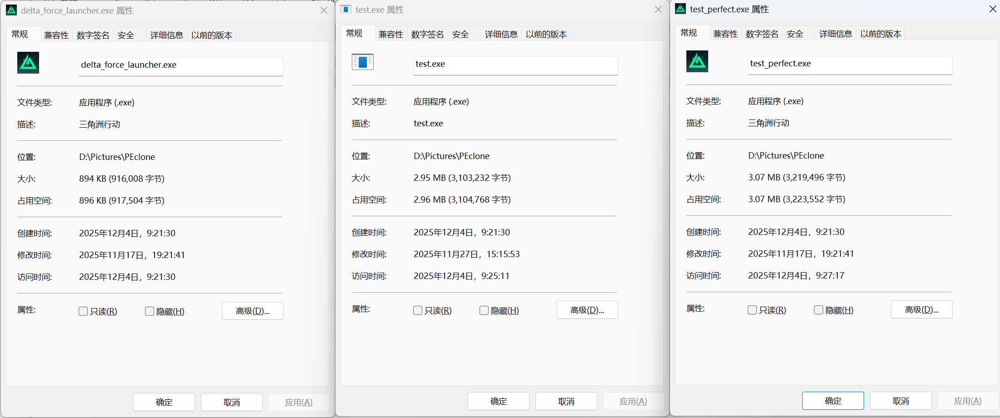 delta_force_launcher.exe 属性
常规 兼容性 数字签名 安全 详细信息 以前的版本
delta_force_launcher.exe
文件类型: 应用程序 (.exe)
描述: 三角洲行动
位置: D:\Pictures\PEclone
大小: 894 KB (916,008 字节)
占用空间: 896 KB (917,504 字节)
创建时间: 2025年12月4日，9:21:30
修改时间: 2025年11月17日，19:21:41
访问时间: 2025年12月4日，9:21:30
属性: 只读(R) 隐藏(H) 高级(D)...
确定 取消 应用(A)
test.exe 属性
常规 兼容性 数字签名 安全 详细信息 以前的版本
test.exe
文件类型: 应用程序 (.exe)
描述: test.exe
位置: D:\Pictures\PEclone
大小: 2.95 MB (3,103,232 字节)
占用空间: 2.96 MB (3,104,768 字节)
创建时间: 2025年12月4日，9:21:30
修改时间: 2025年11月27日，15:15:53
访问时间: 2025年12月4日，9:25:11
属性: 只读(R) 隐藏(H) 高级(D)...
确定 取消 应用(A)
test_perfect.exe 属性
常规 兼容性 数字签名 安全 详细信息 以前的版本
test_perfect.exe
文件类型: 应用程序 (.exe)
描述: 三角洲行动
位置: D:\Pictures\PEclone
大小: 3.07 MB (3,219,496 字节)
占用空间: 3.07 MB (3,223,552 字节)
创建时间: 2025年12月4日，9:21:30
修改时间: 2025年11月17日，19:21:41
访问时间: 2025年12月4日，9:27:17
属性: 只读(R) 隐藏(H) 高级(D)...
确定 取消 应用(A)